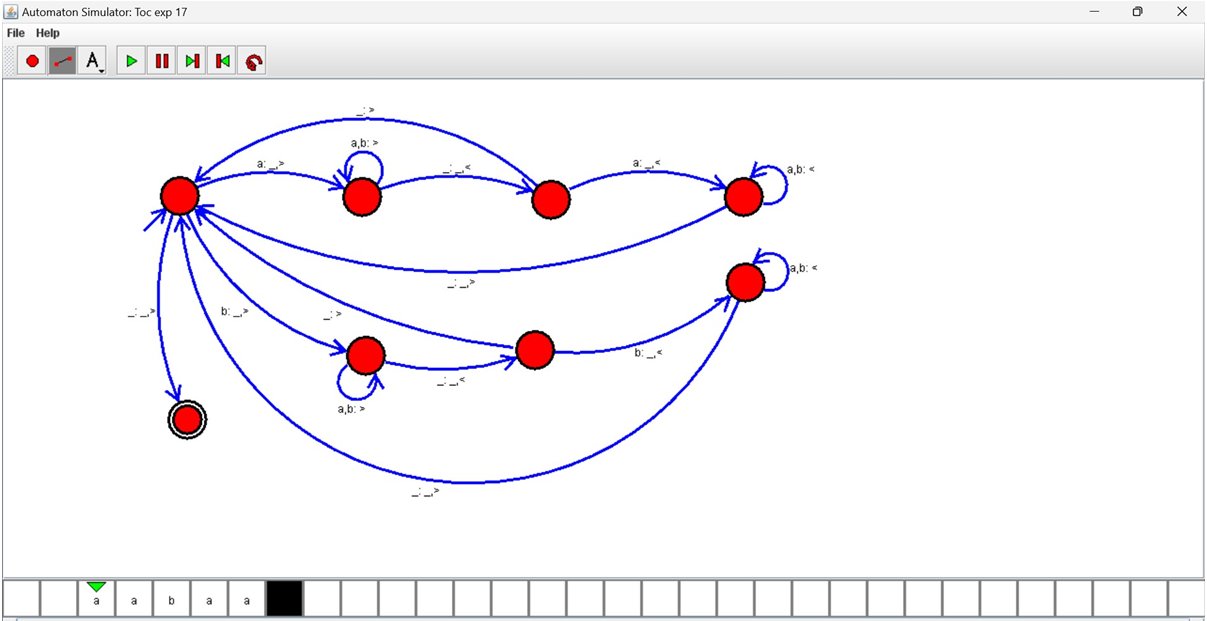 Automaton Simulator: Toc exp 17
File Help
A
_: >
a,b: >
a: _,>
_: _,<
a: _,<
a,b: <
_: _,>
a,b: <
_: _,>
b: _,>
_: >
b: _,<
_: _,<
a,b: >
_: _,>
a a b a a